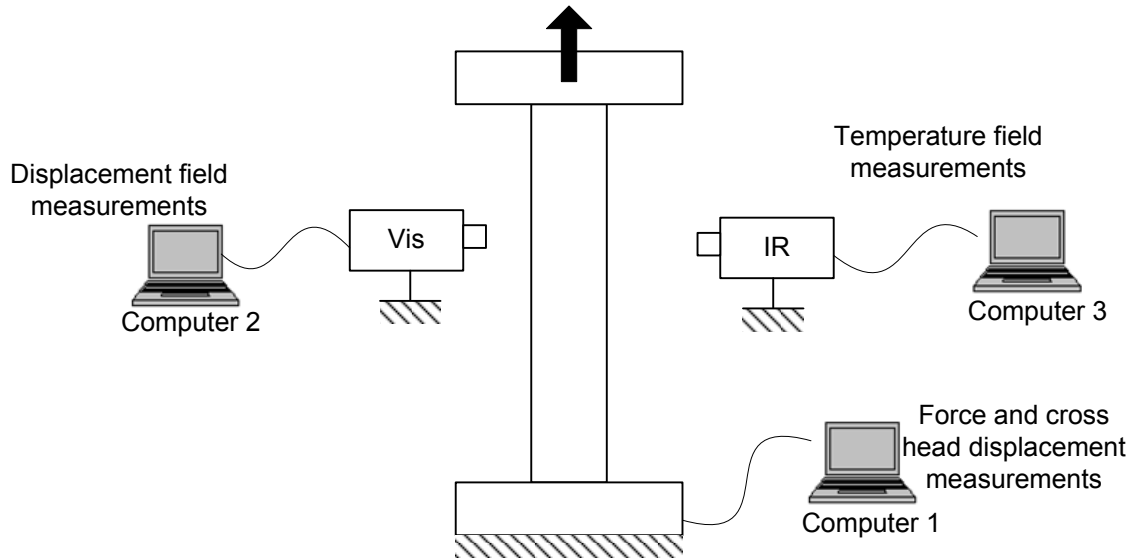 Displacement field
measurements
Vis
Computer 2
Temperature field
measurements
IR
Computer 3
Force and cross
head displacement
measurements
Computer 1